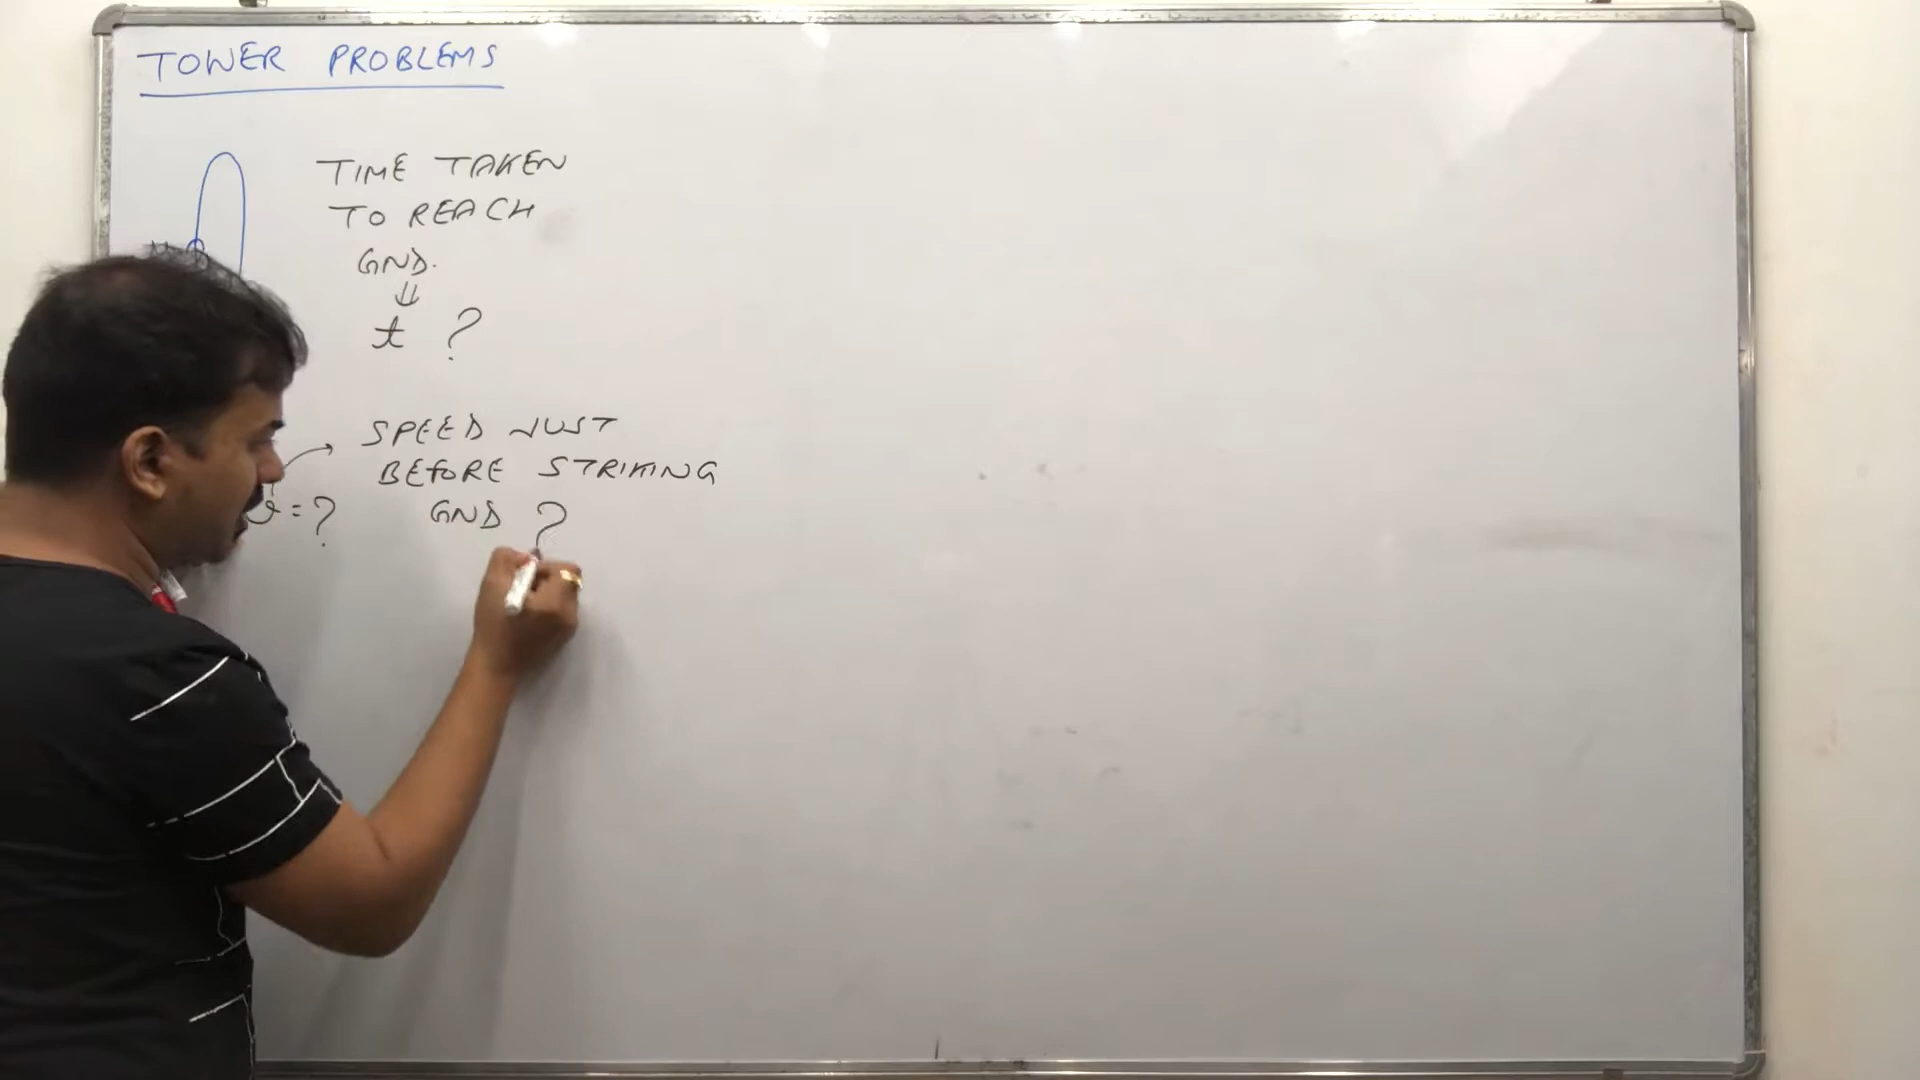 TOWER PROBLEMS
TIME TAKEN
TO REACH
GND.
⇓
t ?
SPEED JUST
BEFORE STRIKING
GND ?
v = ?